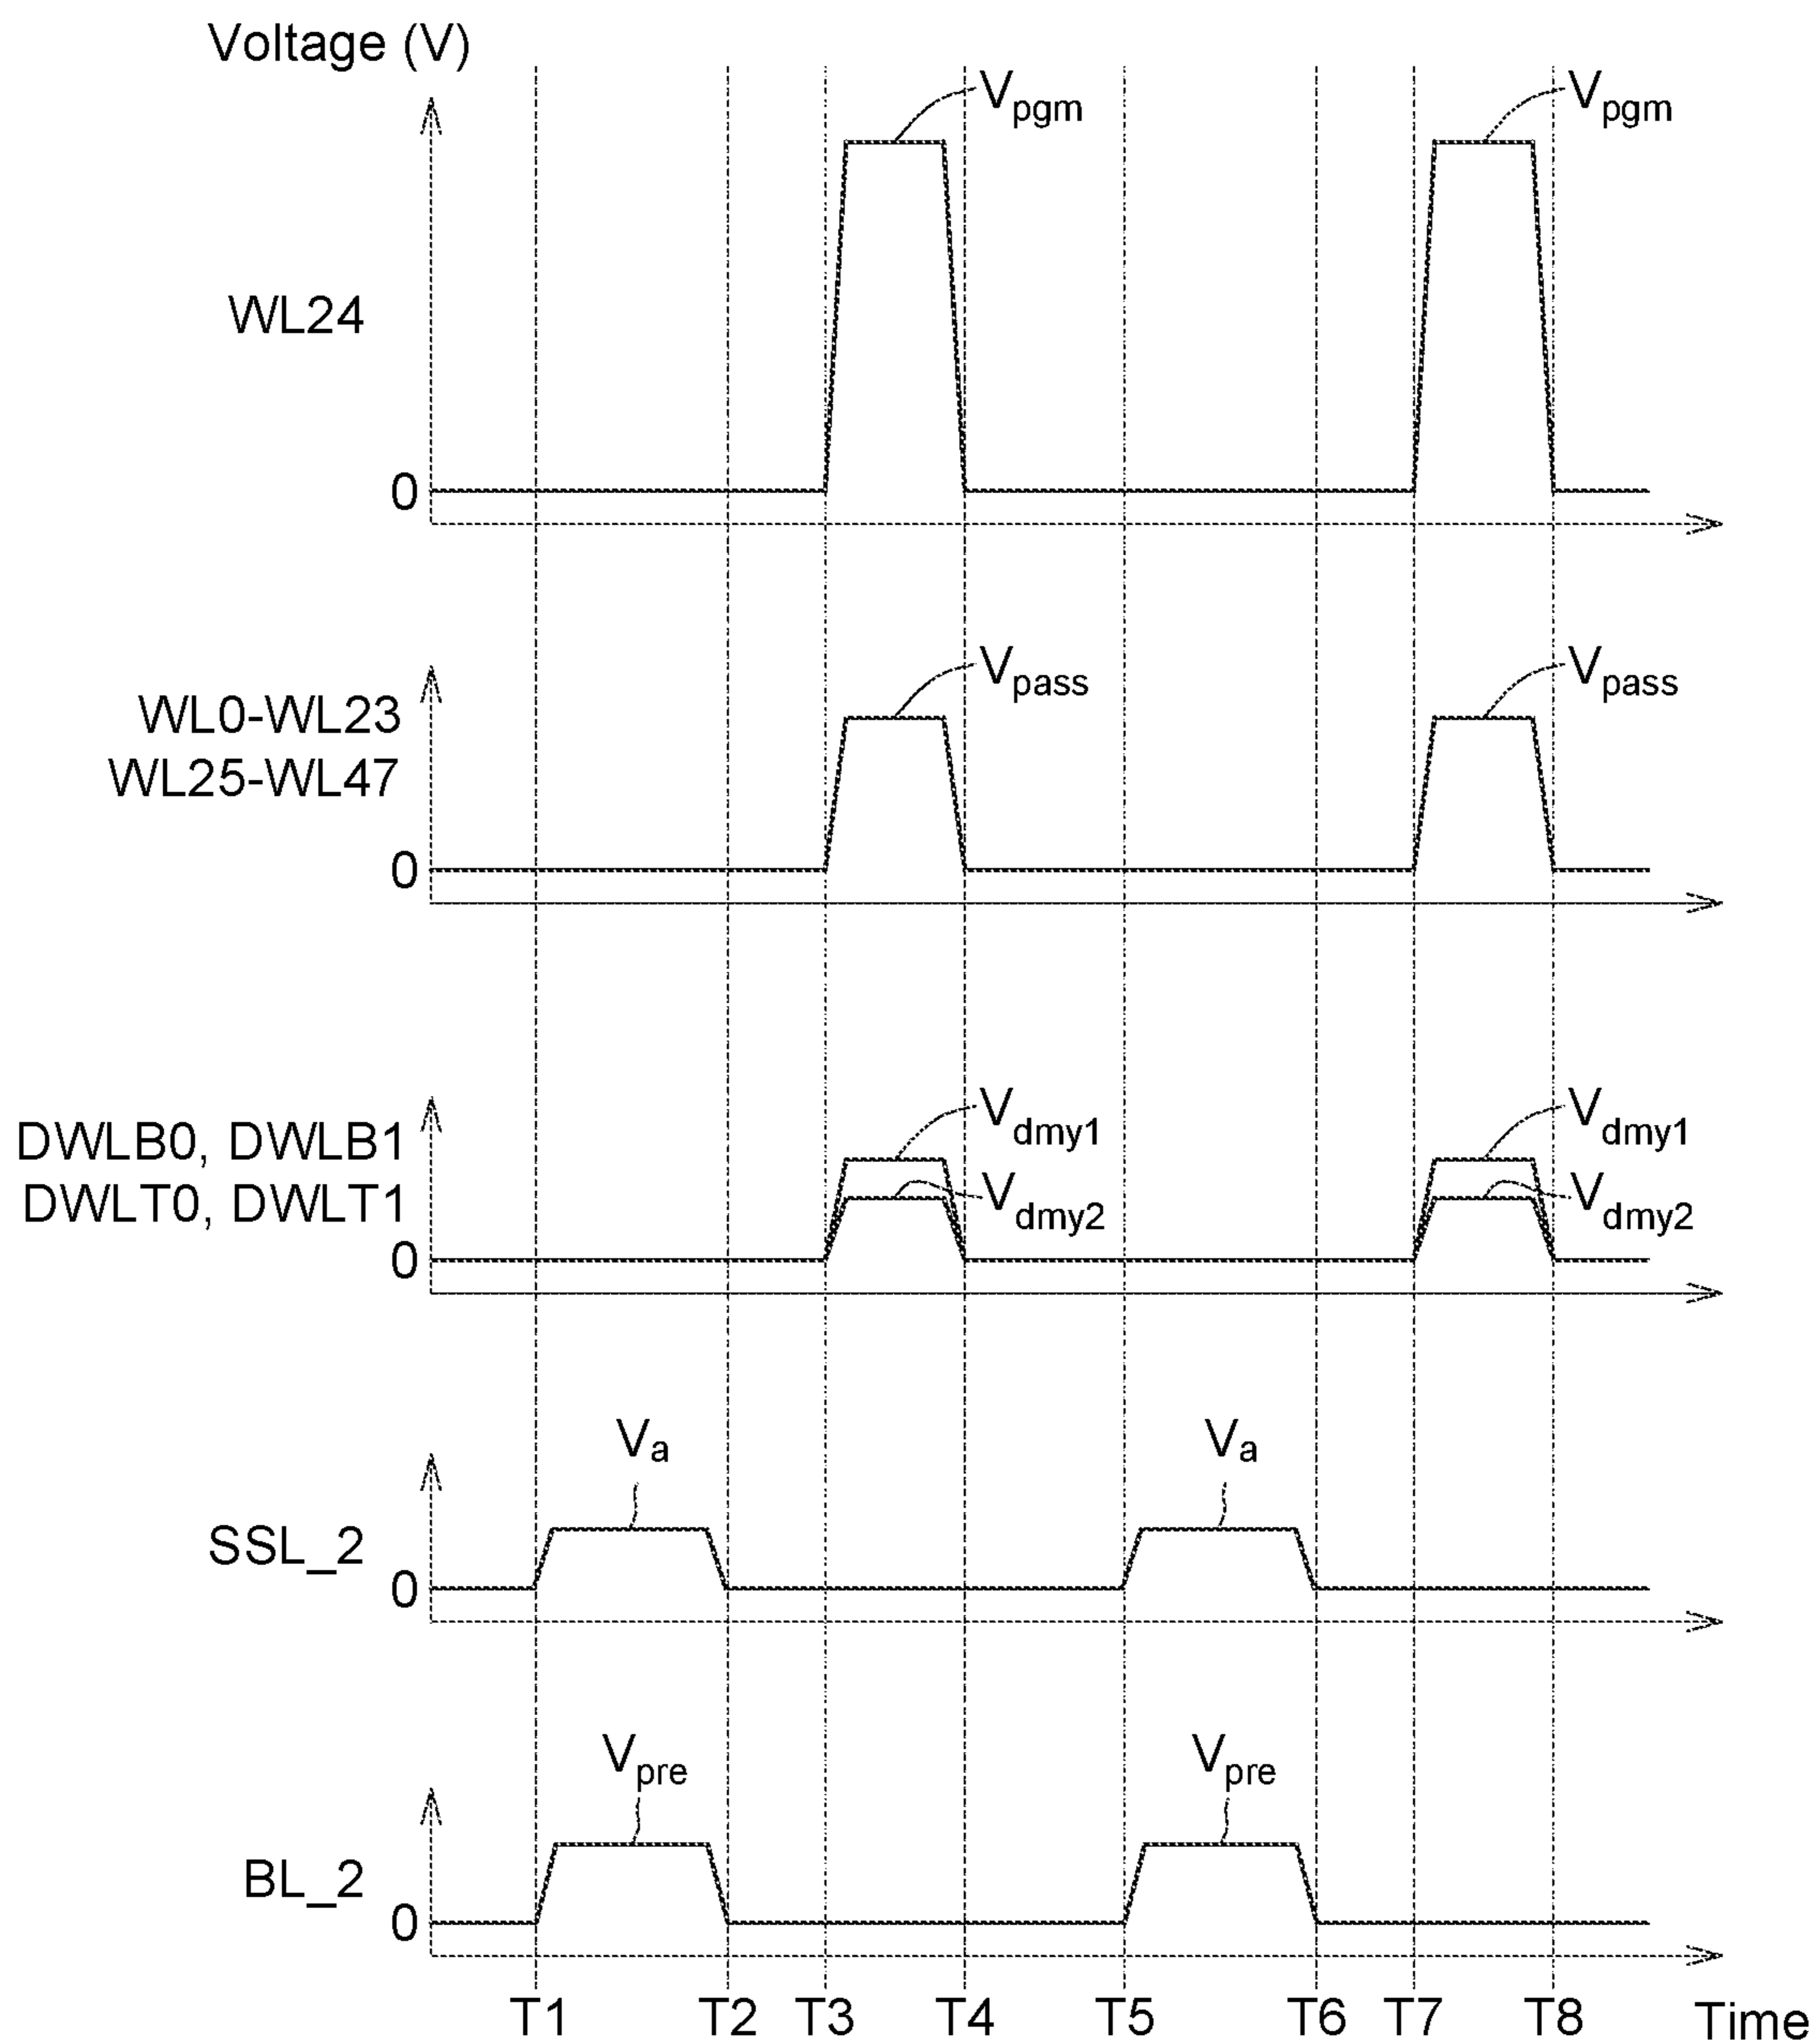 Voltage (V)
Vpgm Vpgm
WL24
0
Vpass Vpass
WL0-WL23
WL25-WL47
0
Vdmy1 Vdmy1
DWLB0, DWLB1
Vdmy2 Vdmy2
DWLT0, DWLT1
0
Va Va
SSL_2
0
Vpre Vpre
BL_2
0
T1 T2 T3 T4 T5 T6 T7 T8 Time